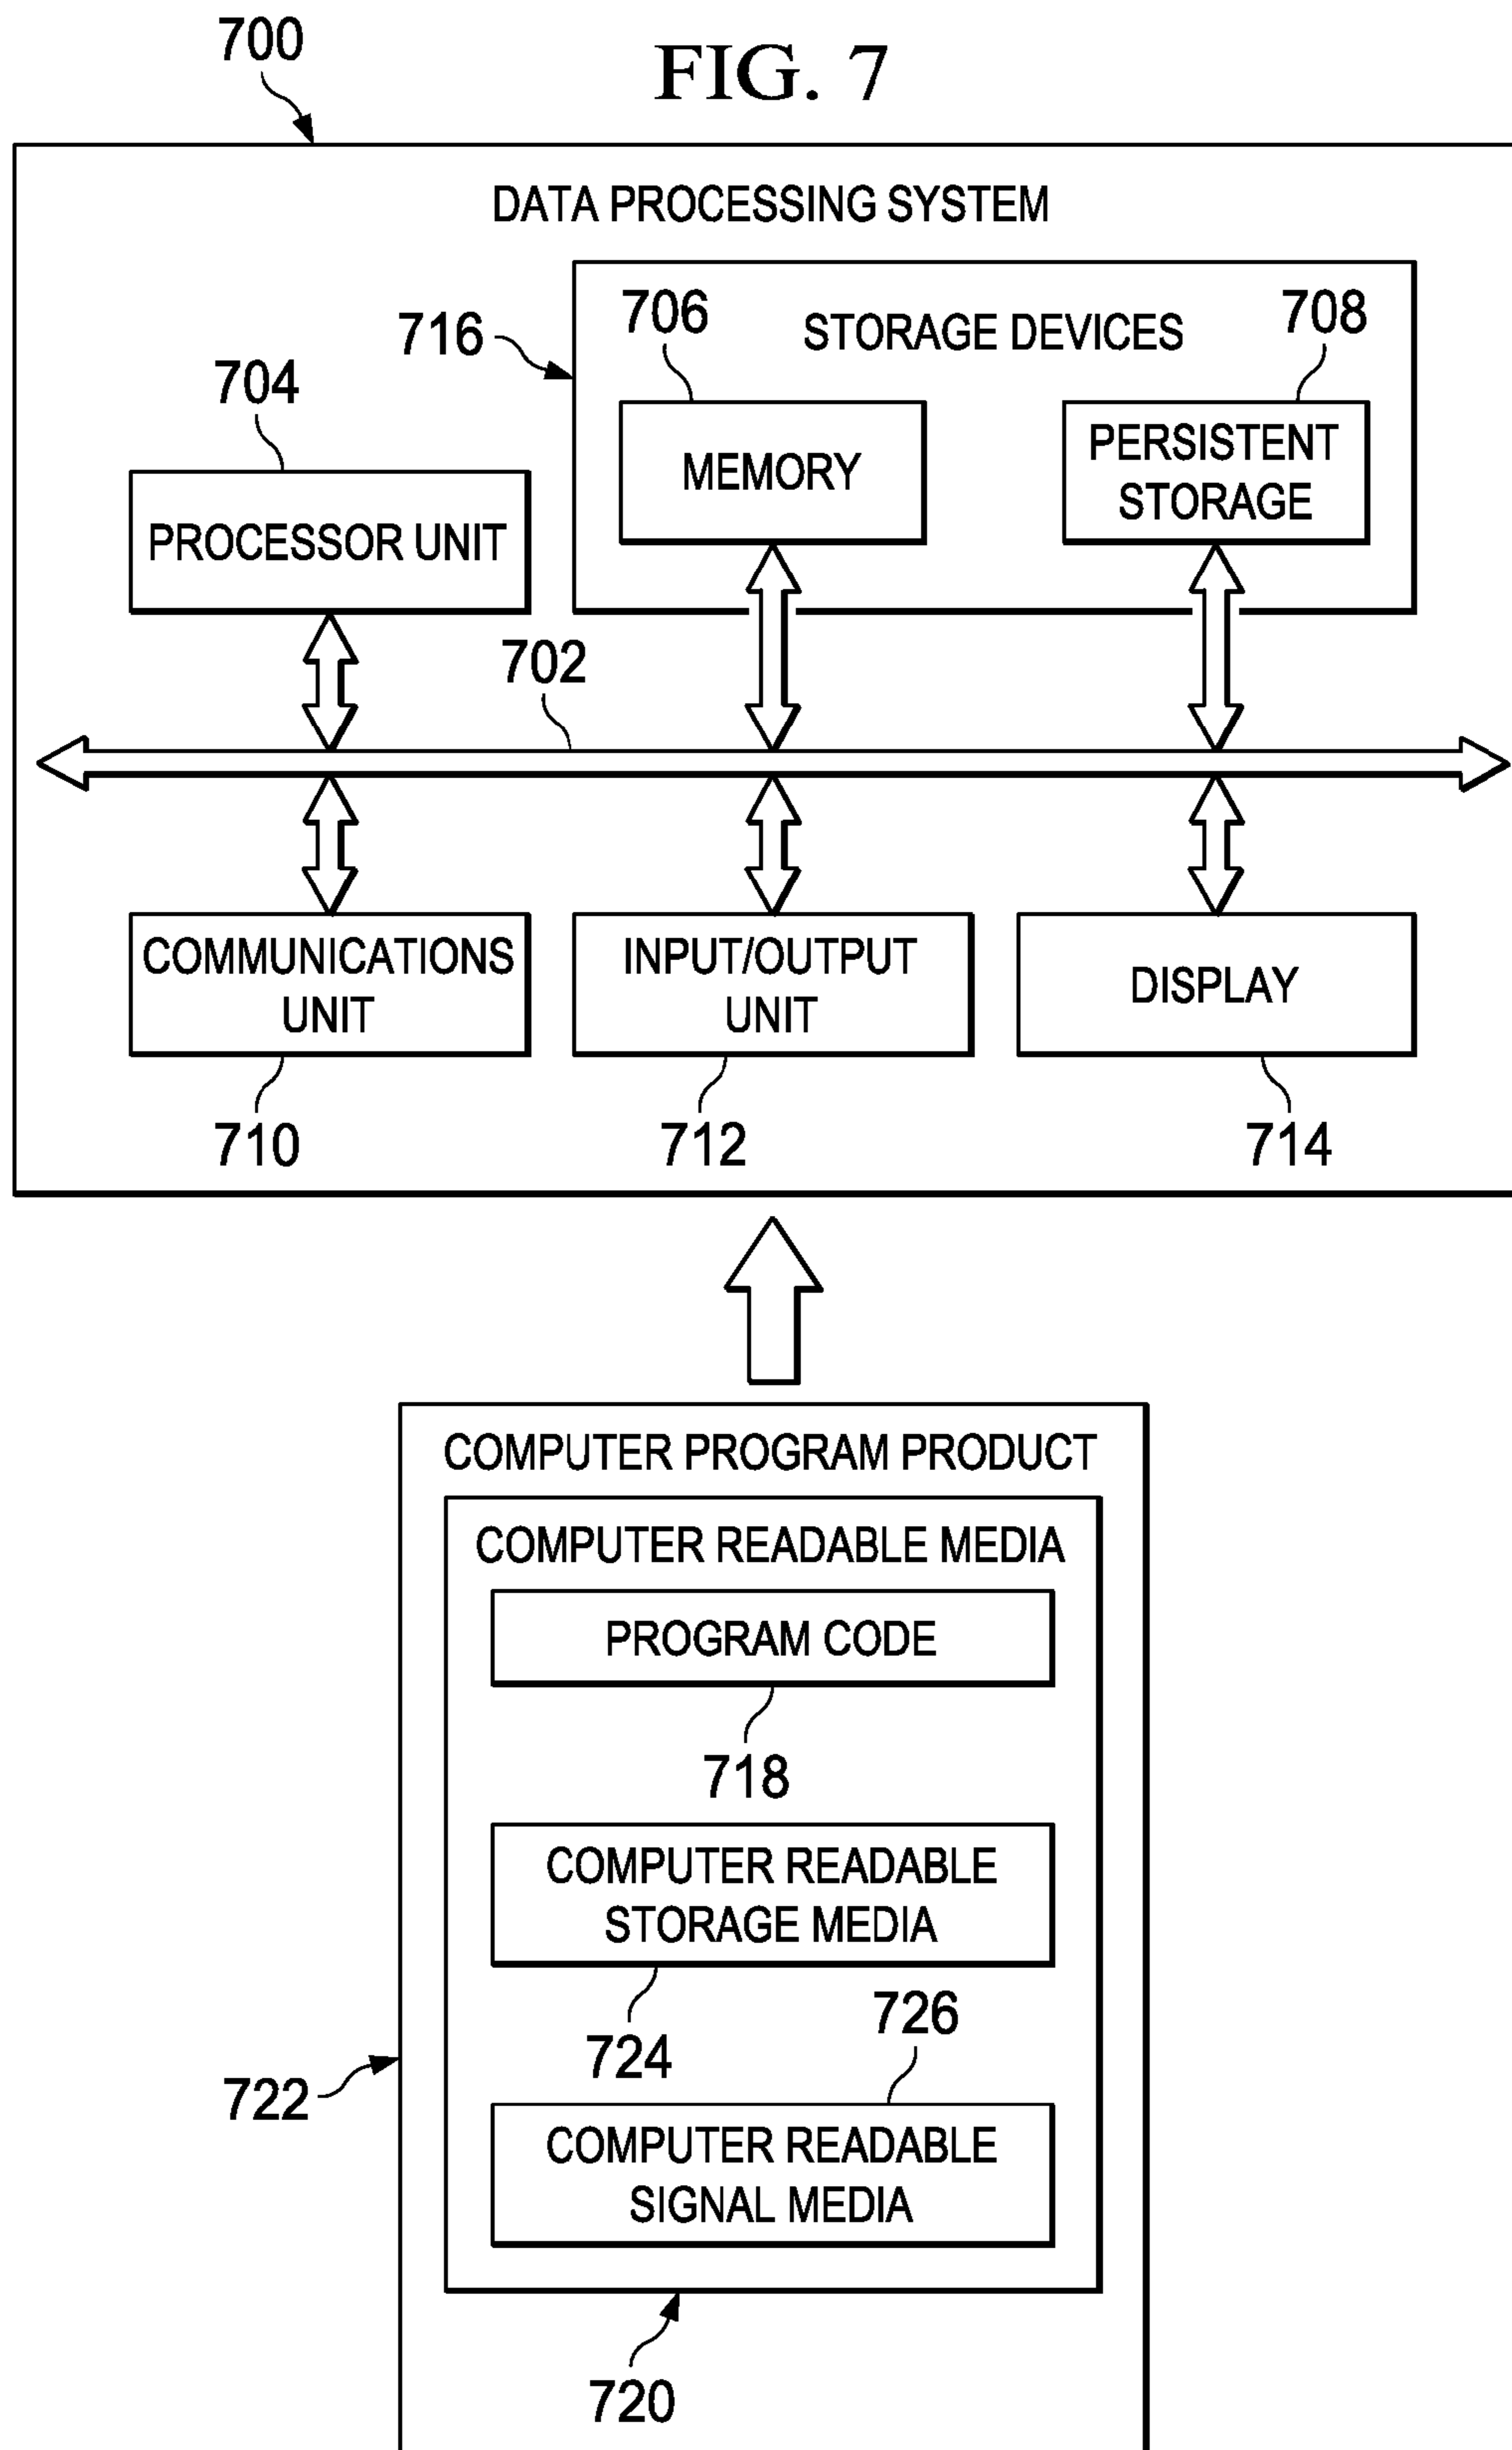 700
FIG. 7
DATA PROCESSING SYSTEM
716
706
STORAGE DEVICES
708
704
MEMORY
PERSISTENT
STORAGE
PROCESSOR UNIT
702
COMMUNICATIONS
UNIT
INPUT/OUTPUT
UNIT
DISPLAY
710
712
714
COMPUTER PROGRAM PRODUCT
COMPUTER READABLE MEDIA
PROGRAM CODE
718
COMPUTER READABLE
STORAGE MEDIA
724
726
722
COMPUTER READABLE
SIGNAL MEDIA
720